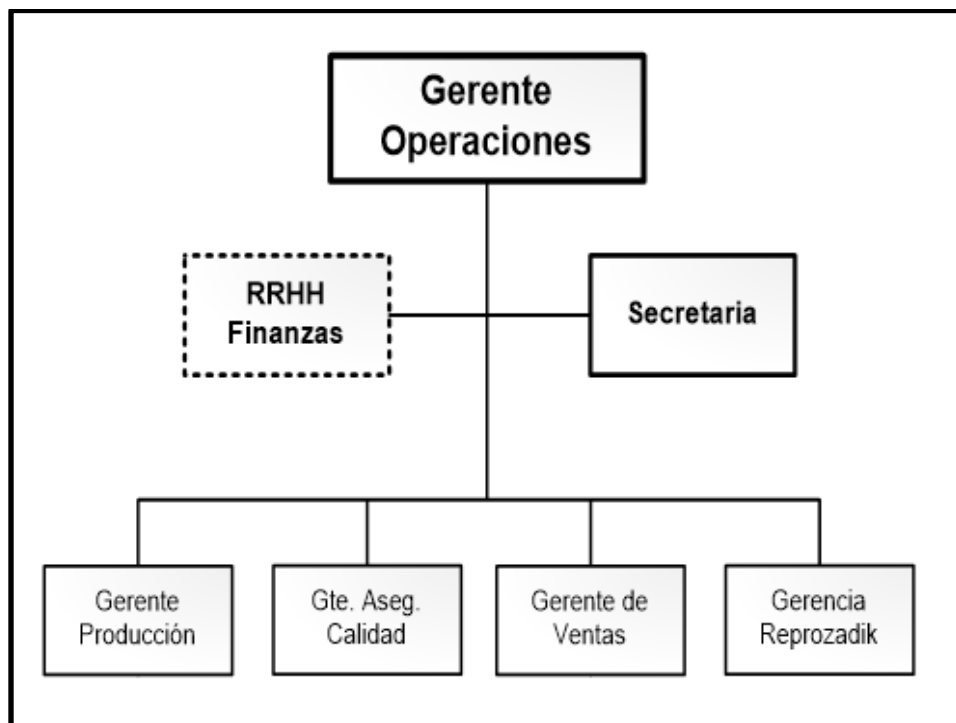 Gerente
Operaciones
RRHH
Finanzas
Secretaria
Gerente
Producción
Gte. Aseg.
Calidad
Gerente de
Ventas
Gerencia
Reprozadik